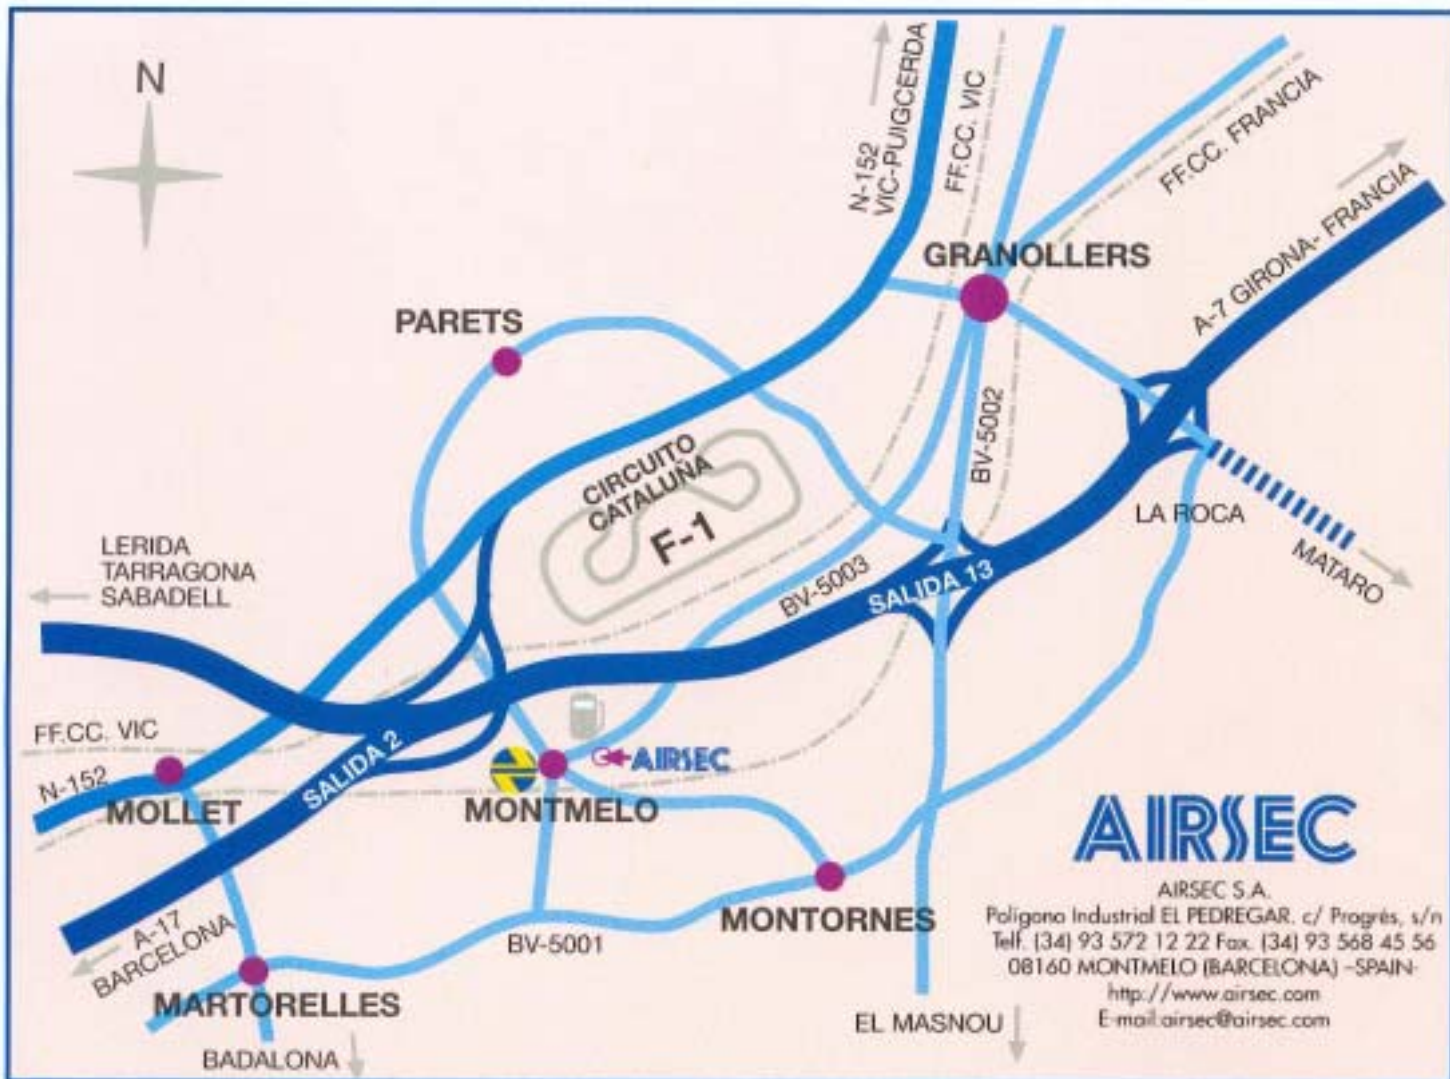 N
N-152
VIC-PUIGCERDA
FF.CC. VIC
FF.CC. FRANCIA
GRANOLLERS
A-7 GIRONA- FRANCIA
PARETS
CIRCUITO
CATALUÑA
F-1
BV-5002
LERIDA
TARRAGONA
SABADELL
LA ROCA
MATARO
BV-5003
SALIDA 13
FF.CC. VIC
N-152
MOLLET
SALIDA 2
AIRSEC
MONTMELO
A-17
BARCELONA
BV-5001
MONTORNES
MARTORELLES
BADALONA
EL MASNOU
AIRSEC
AIRSEC S.A.
Poligono Industrial EL PEDREGAR. c/ Progrés, s/n
Telf. (34) 93 572 12 22 Fax. (34) 93 568 45 56
08160 MONTMELO (BARCELONA) -SPAIN-
http://www.airsec.com
E-mail:airsec@airsec.com